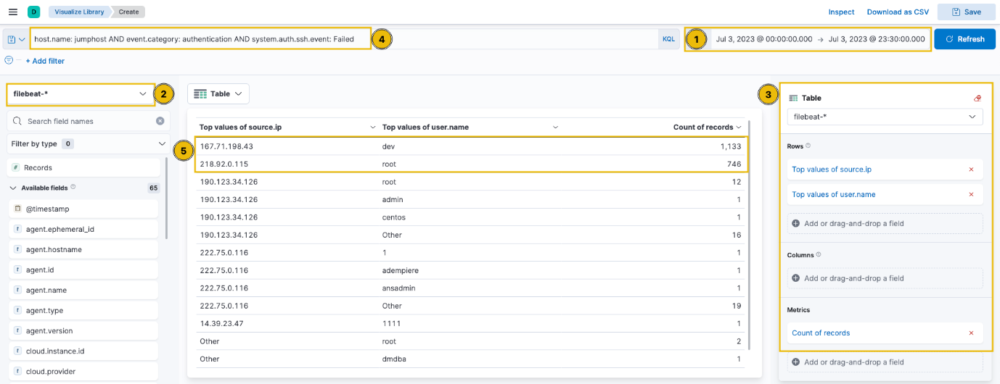 D Visualize Library Create Inspect Download as CSV Save
host.name: jumphost AND event.category: authentication AND system.auth.ssh.event: Failed 4 KQL 1 Jul 3, 2023 @ 00:00:00.000 → Jul 3, 2023 @ 23:30:00.000 Refresh
+ Add filter
filebeat-* 2
Search field names
Filter by type 0
# Records
Available fields 65
@timestamp
t agent.ephemeral_id
t agent.hostname
t agent.id
t agent.name
t agent.type
t agent.version
t cloud.instance.id
t cloud.provider
Table
Top values of source.ip Top values of user.name Count of records
5
167.71.198.43 dev 1,133
218.92.0.115 root 746
190.123.34.126 root 12
190.123.34.126 admin 1
190.123.34.126 centos 1
190.123.34.126 Other 16
222.75.0.116 1 1
222.75.0.116 adempiere 1
222.75.0.116 ansadmin 1
222.75.0.116 Other 19
14.39.23.47 1111 1
Other root 2
Other dmdba 1
3
Table
filebeat-*
Rows
Top values of source.ip
Top values of user.name
Add or drag-and-drop a field
Columns
Add or drag-and-drop a field
Metrics
Count of records
Add or drag-and-drop a field